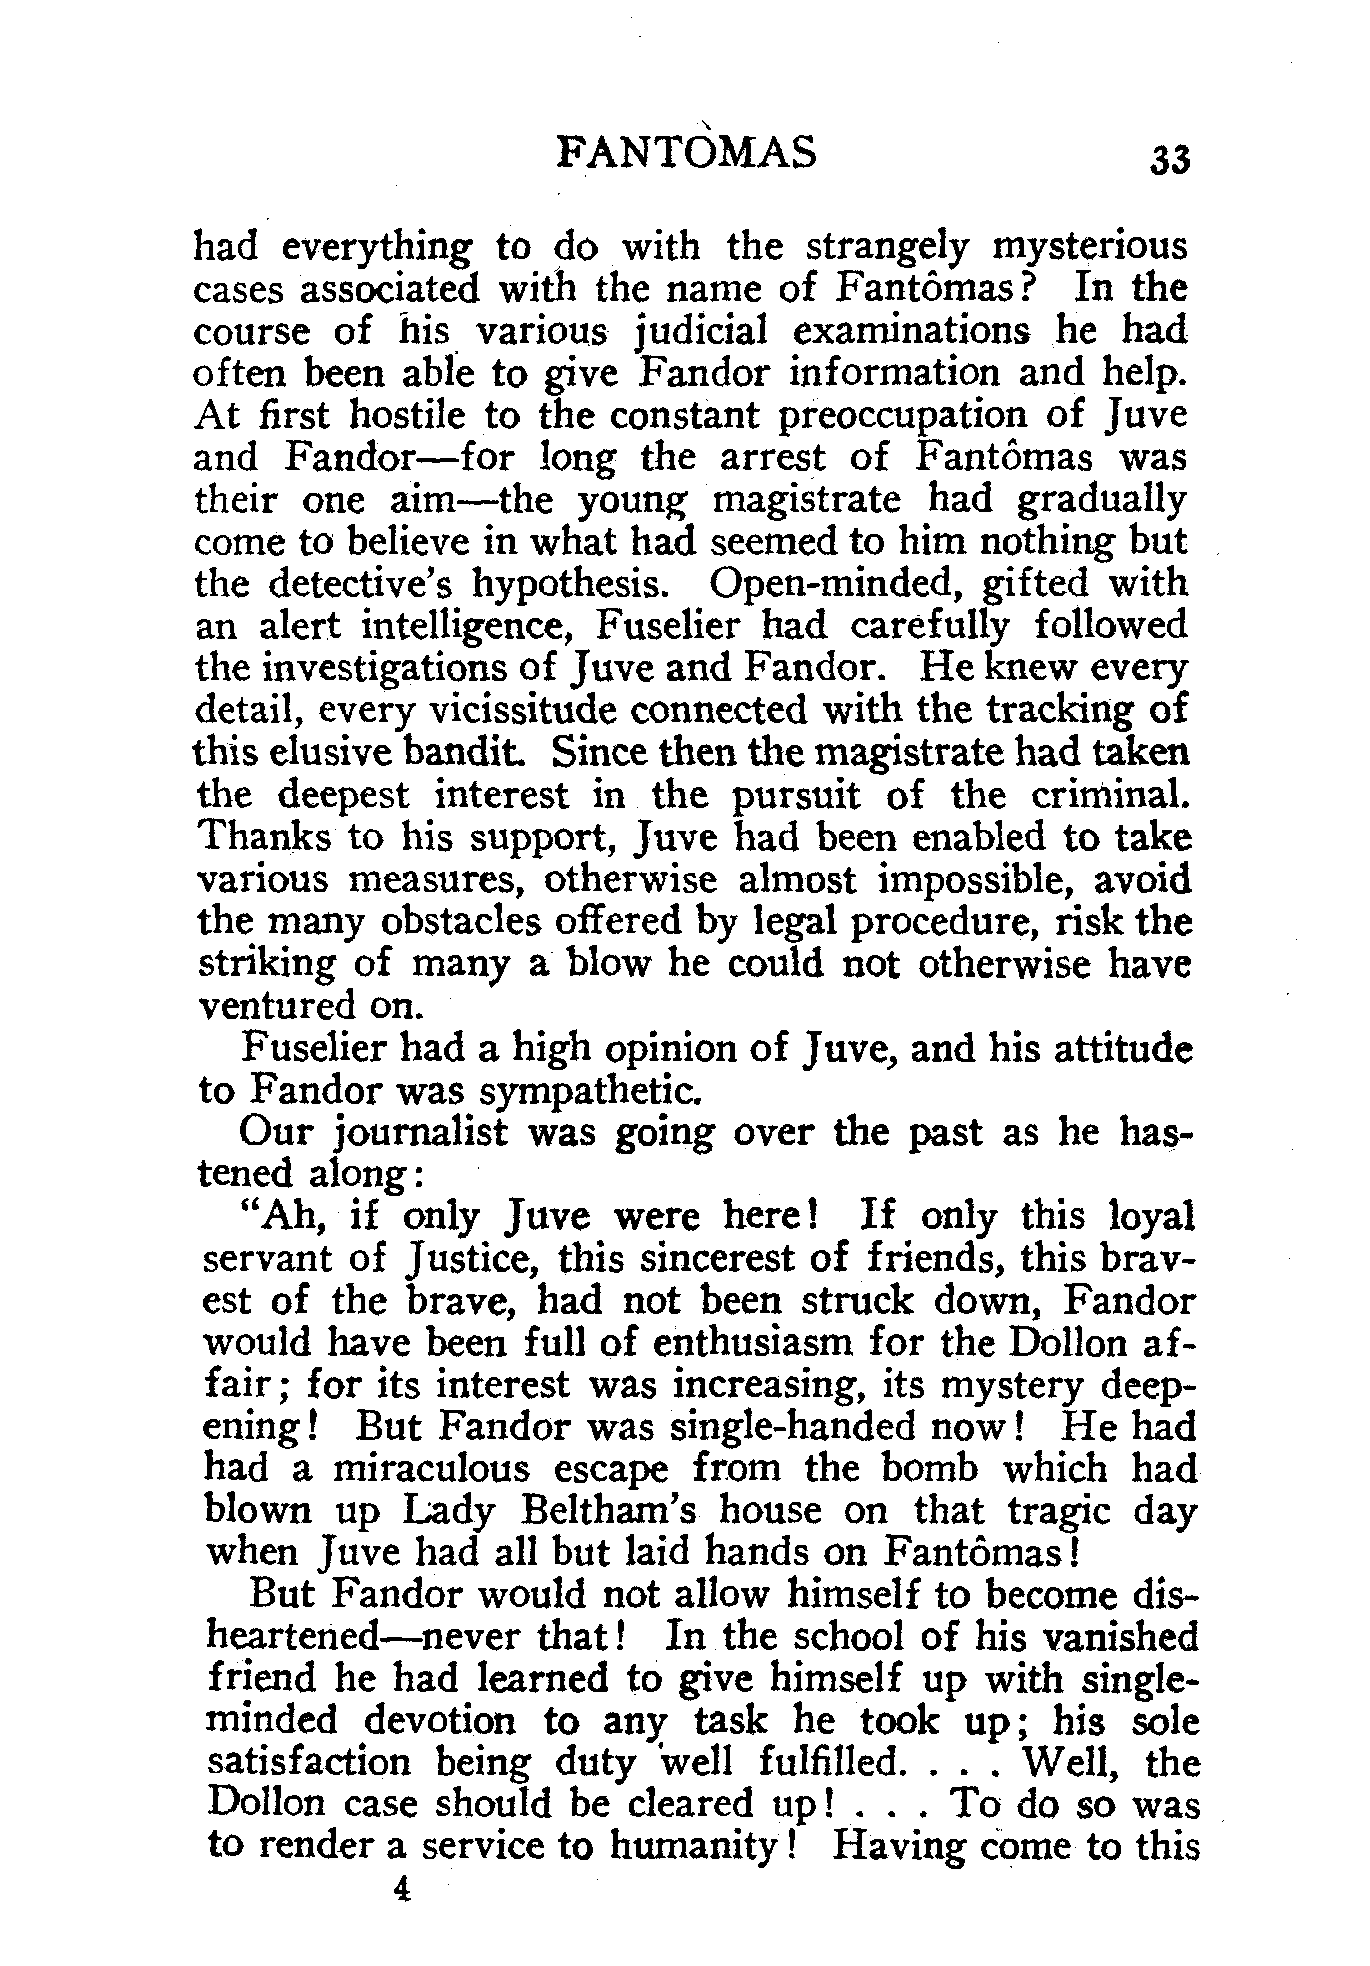 FANTÔMAS 33
had everything to do with the strangely mysterious
cases associated with the name of Fantômas? In the
course of his various judicial examinations he had
often been able to give Fandor information and help.
At first hostile to the constant preoccupation of Juve
and Fandor—for long the arrest of Fantômas was
their one aim—the young magistrate had gradually
come to believe in what had seemed to him nothing but
the detective's hypothesis. Open-minded, gifted with
an alert intelligence, Fuselier had carefully followed
the investigations of Juve and Fandor. He knew every
detail, every vicissitude connected with the tracking of
this elusive bandit. Since then the magistrate had taken
the deepest interest in the pursuit of the criminal.
Thanks to his support, Juve had been enabled to take
various measures, otherwise almost impossible, avoid
the many obstacles offered by legal procedure, risk the
striking of many a blow he could not otherwise have
ventured on.
Fuselier had a high opinion of Juve, and his attitude
to Fandor was sympathetic.
Our journalist was going over the past as he has-
tened along:
"Ah, if only Juve were here! If only this loyal
servant of Justice, this sincerest of friends, this brav-
est of the brave, had not been struck down, Fandor
would have been full of enthusiasm for the Dollon af-
fair; for its interest was increasing, its mystery deep-
ening! But Fandor was single-handed now! He had
had a miraculous escape from the bomb which had
blown up Lady Beltham's house on that tragic day
when Juve had all but laid hands on Fantômas!
But Fandor would not allow himself to become dis-
heartened—never that! In the school of his vanished
friend he had learned to give himself up with single-
minded devotion to any task he took up; his sole
satisfaction being duty well fulfilled. . . . Well, the
Dollon case should be cleared up! . . . To do so was
to render a service to humanity! Having come to this
4